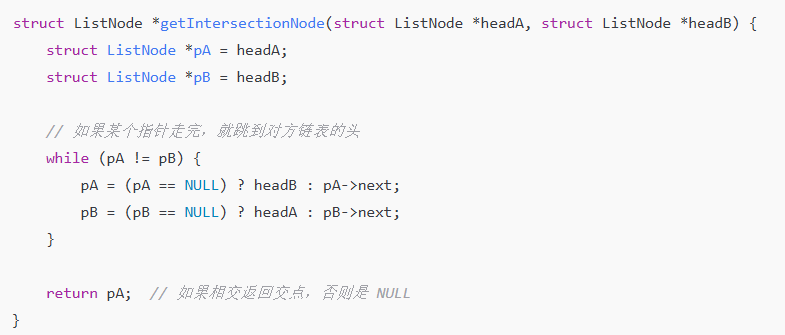 struct ListNode *getIntersectionNode(struct ListNode *headA, struct ListNode *headB) {
    struct ListNode *pA = headA;
    struct ListNode *pB = headB;

    // 如果某个指针走完，就跳到对方链表的头
    while (pA != pB) {
        pA = (pA == NULL) ? headB : pA->next;
        pB = (pB == NULL) ? headA : pB->next;
    }

    return pA;  // 如果相交返回交点，否则是 NULL
}